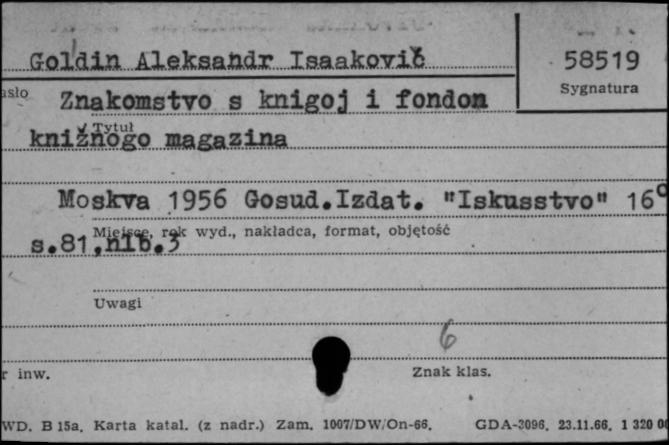 Goldin Aleksandr Isaakovič
58519
Sygnatura
asło
Znakomstvo s knigoj i fondom
Tytuł
knižnogo magazina
Moskva 1956 Gosud.Izdat. "Iskusstvo" 16°
Miejsce, rok wyd., nakładca, format, objętość
s.81,nlb.3
Uwagi
6
r inw.
Znak klas.
WD. B 15a. Karta katal. (z nadr.) Zam. 1007/DW/On-66. GDA-3096. 23.11.66. 1 320 00